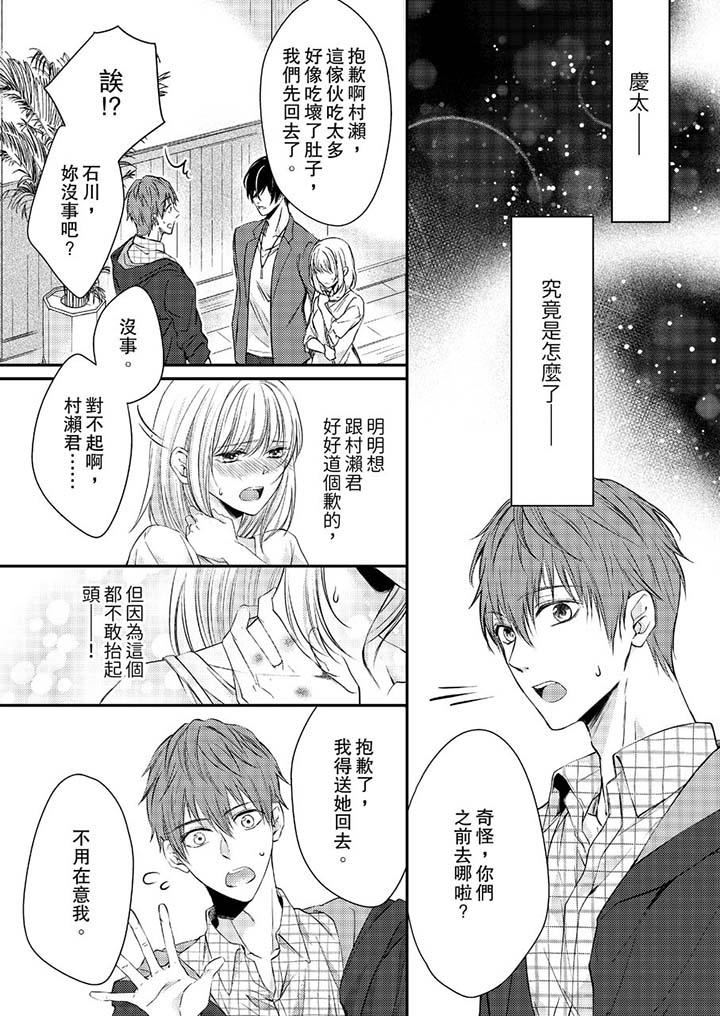 慶太——
究竟是怎麼了——
奇怪，你們
之前去哪啦？
抱歉啊村瀨，
這傢伙吃太多
好像吃壞了肚子，
我們先回去了。
誒!?
石川，
妳沒事吧？
沒事。
對不起啊，
村瀨君……
明明想
跟村瀨君
好好道個歉的，
但因為這個
都不敢抬起
頭——！
抱歉了，
我得送她回去。
不用在意我。